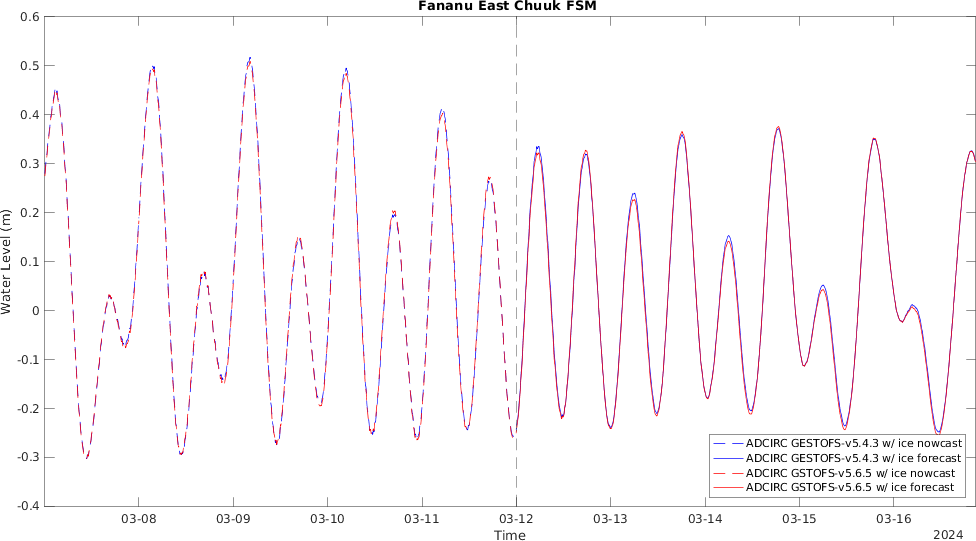 Fananu East Chuuk FSM
0.6
0.5
0.4
0.3
0.2
0.1
0
-0.1
-0.2
-0.3
-0.4
Water Level (m)
ADCIRC GESTOFS-v5.4.3 w/ ice nowcast
ADCIRC GESTOFS-v5.4.3 w/ ice forecast
ADCIRC GSTOFS-v5.6.5 w/ ice nowcast
ADCIRC GSTOFS-v5.6.5 w/ ice forecast
03-08 03-09 03-10 03-11 03-12 03-13 03-14 03-15 03-16
Time
2024